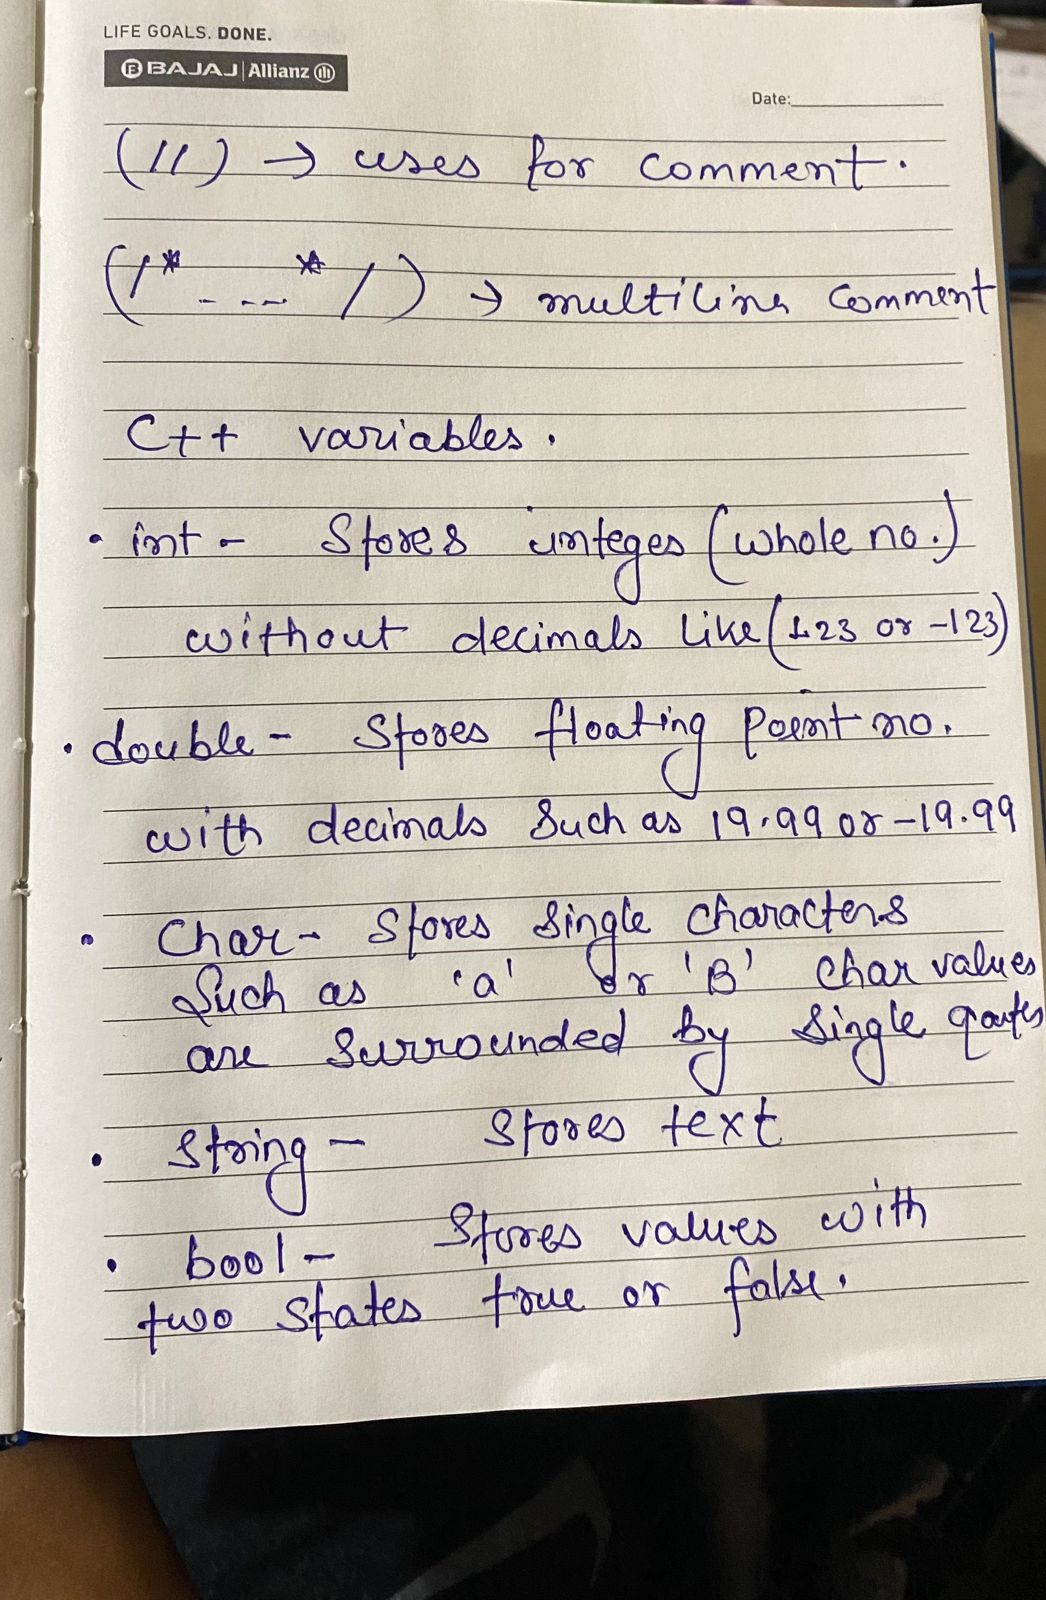 LIFE GOALS. DONE.
BAJAJ | Allianz
Date:
(//) → uses for comment.
(/* - -- */) → multiline comment
C++ variables.
• int - Stores integes (whole no.)
without decimals like (123 or -123)
• double - Stores floating point no.
with decimals such as 19.99 or -19.99
• Char - Stores single characters
Such as 'a' or 'B' char values
are surrounded by single qoutes
• String - Stores text
• bool - Stores values with
two states true or false.